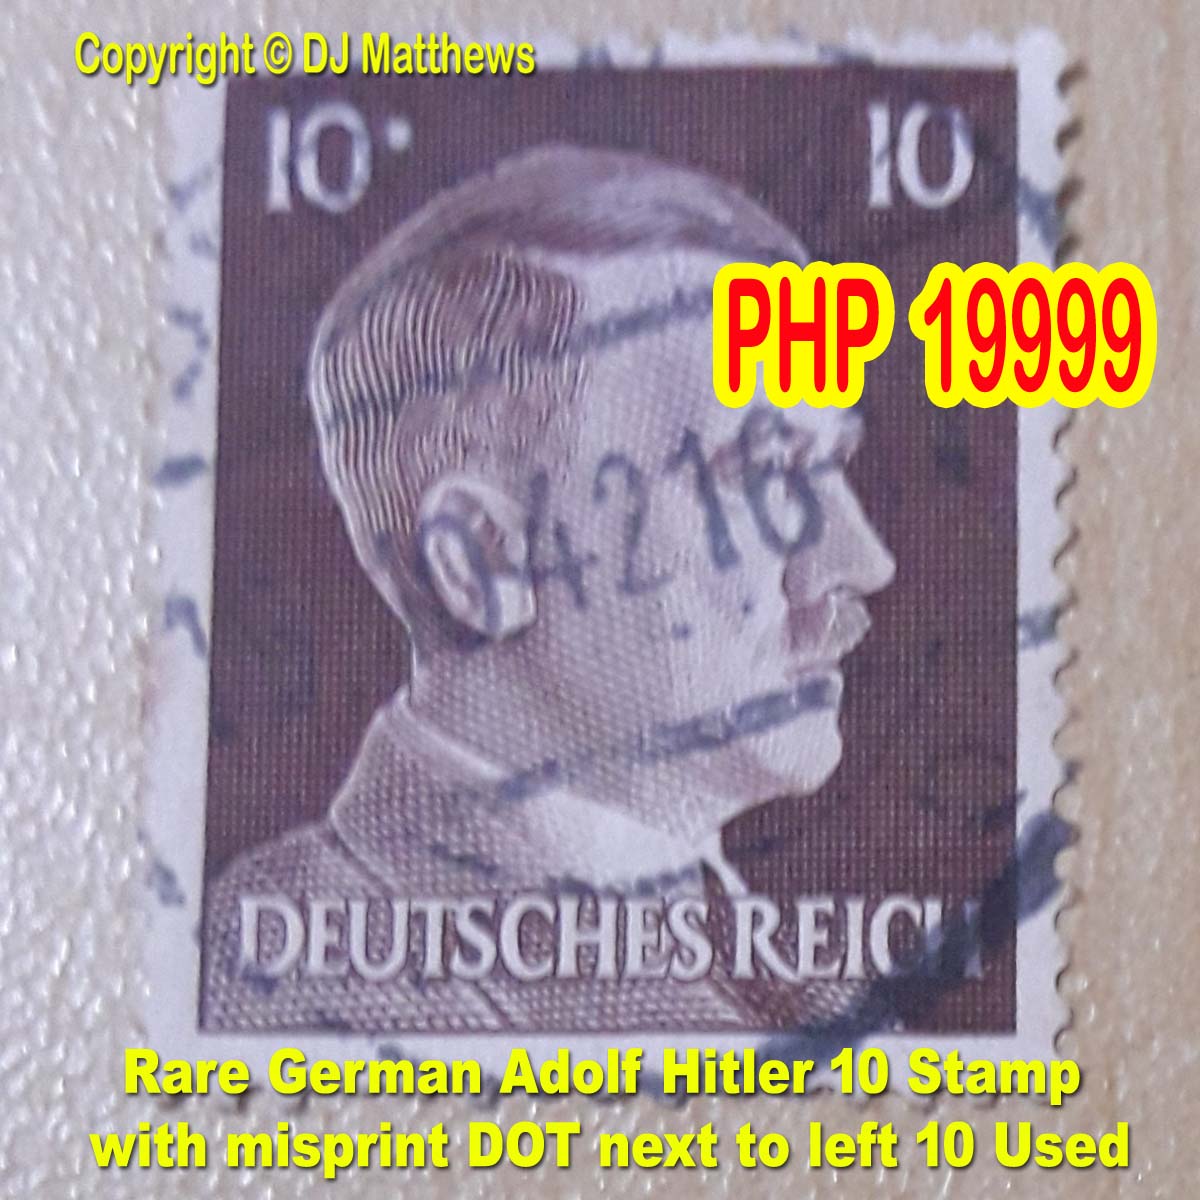 Copyright © DJ Matthews
10 10
PHP 19999
04216
DEUTSCHES REICH
Rare German Adolf Hitler 10 Stamp
with misprint DOT next to left 10 Used